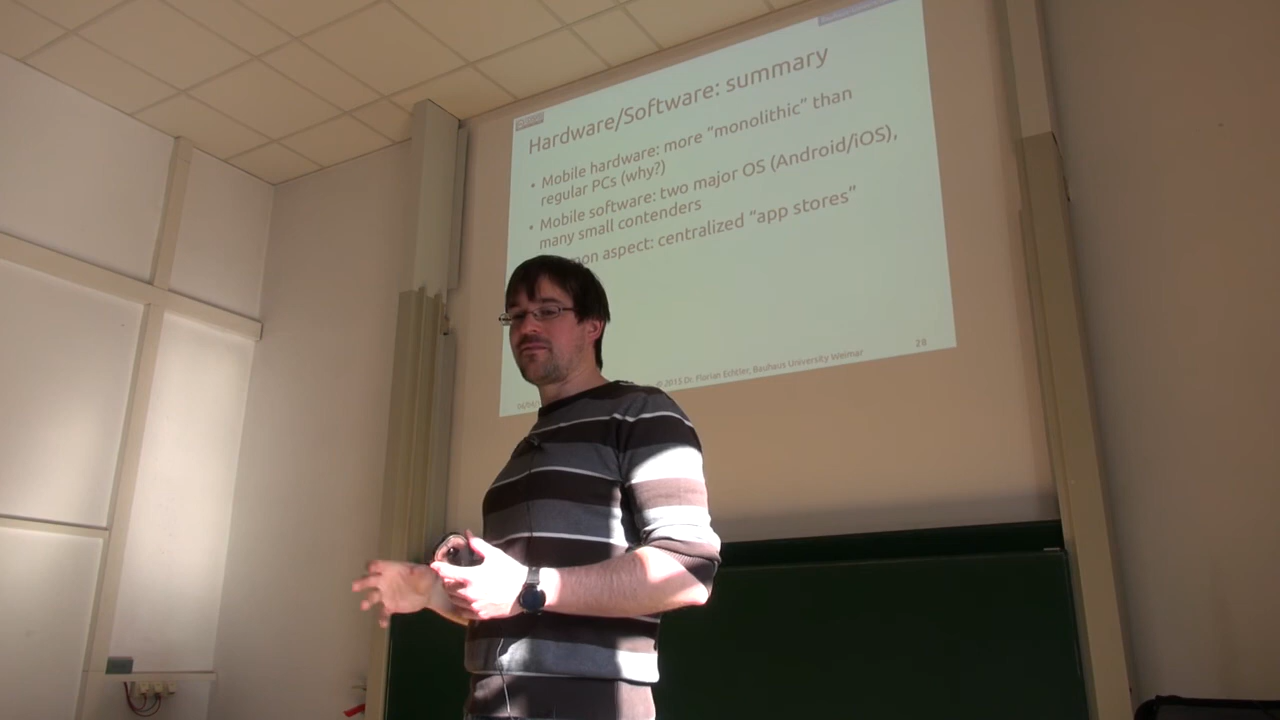 Hardware/Software: summary
• Mobile hardware: more “monolithic” than
regular PCs (why?)
• Mobile software: two major OS (Android/iOS),
many small contenders
aspect: centralized “app stores”
© 2015 Dr. Florian Echtler, Bauhaus University Weimar
28